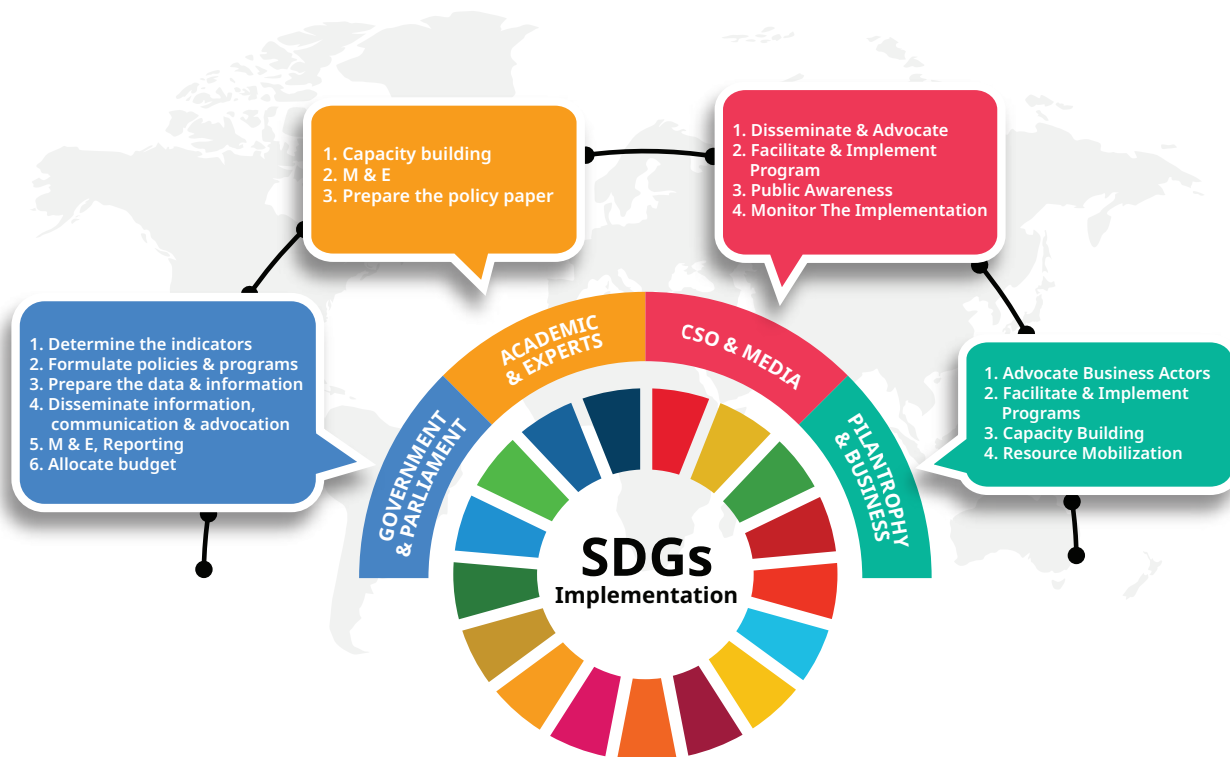 1. Capacity building
2. M & E
3. Prepare the policy paper
1. Disseminate & Advocate
2. Facilitate & Implement
Program
3. Public Awareness
4. Monitor The Implementation
1. Determine the indicators
2. Formulate policies & programs
3. Prepare the data & information
4. Disseminate information,
communication & advocation
5. M & E, Reporting
6. Allocate budget
1. Advocate Business Actors
2. Facilitate & Implement
Programs
3. Capacity Building
4. Resource Mobilization
GOVERNMENT
& PARLIAMENT
ACADEMIC
& EXPERTS
CSO & MEDIA
PILANTROPHY
& BUSINESS
SDGs
Implementation